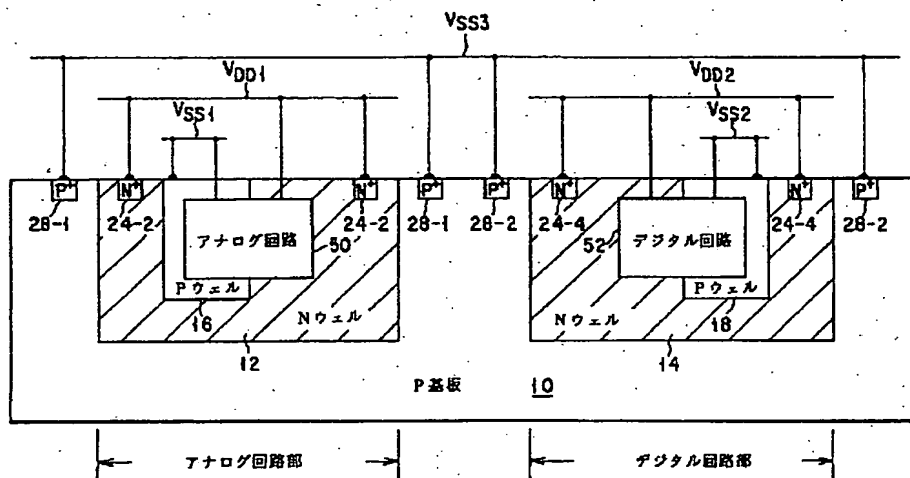 VSS3
VDD1
VDD2
VSS1
VSS2
P+
N+
N+
P+
P+
N+
N+
P+
28-1
24-2
24-2
28-1
28-2
24-4
24-4
28-2
アナログ回路
50
52
デジタル回路
Pウェル
Pウェル
16
Nウェル
Nウェル
18
12
14
P基板
10
アナログ回路部
デジタル回路部